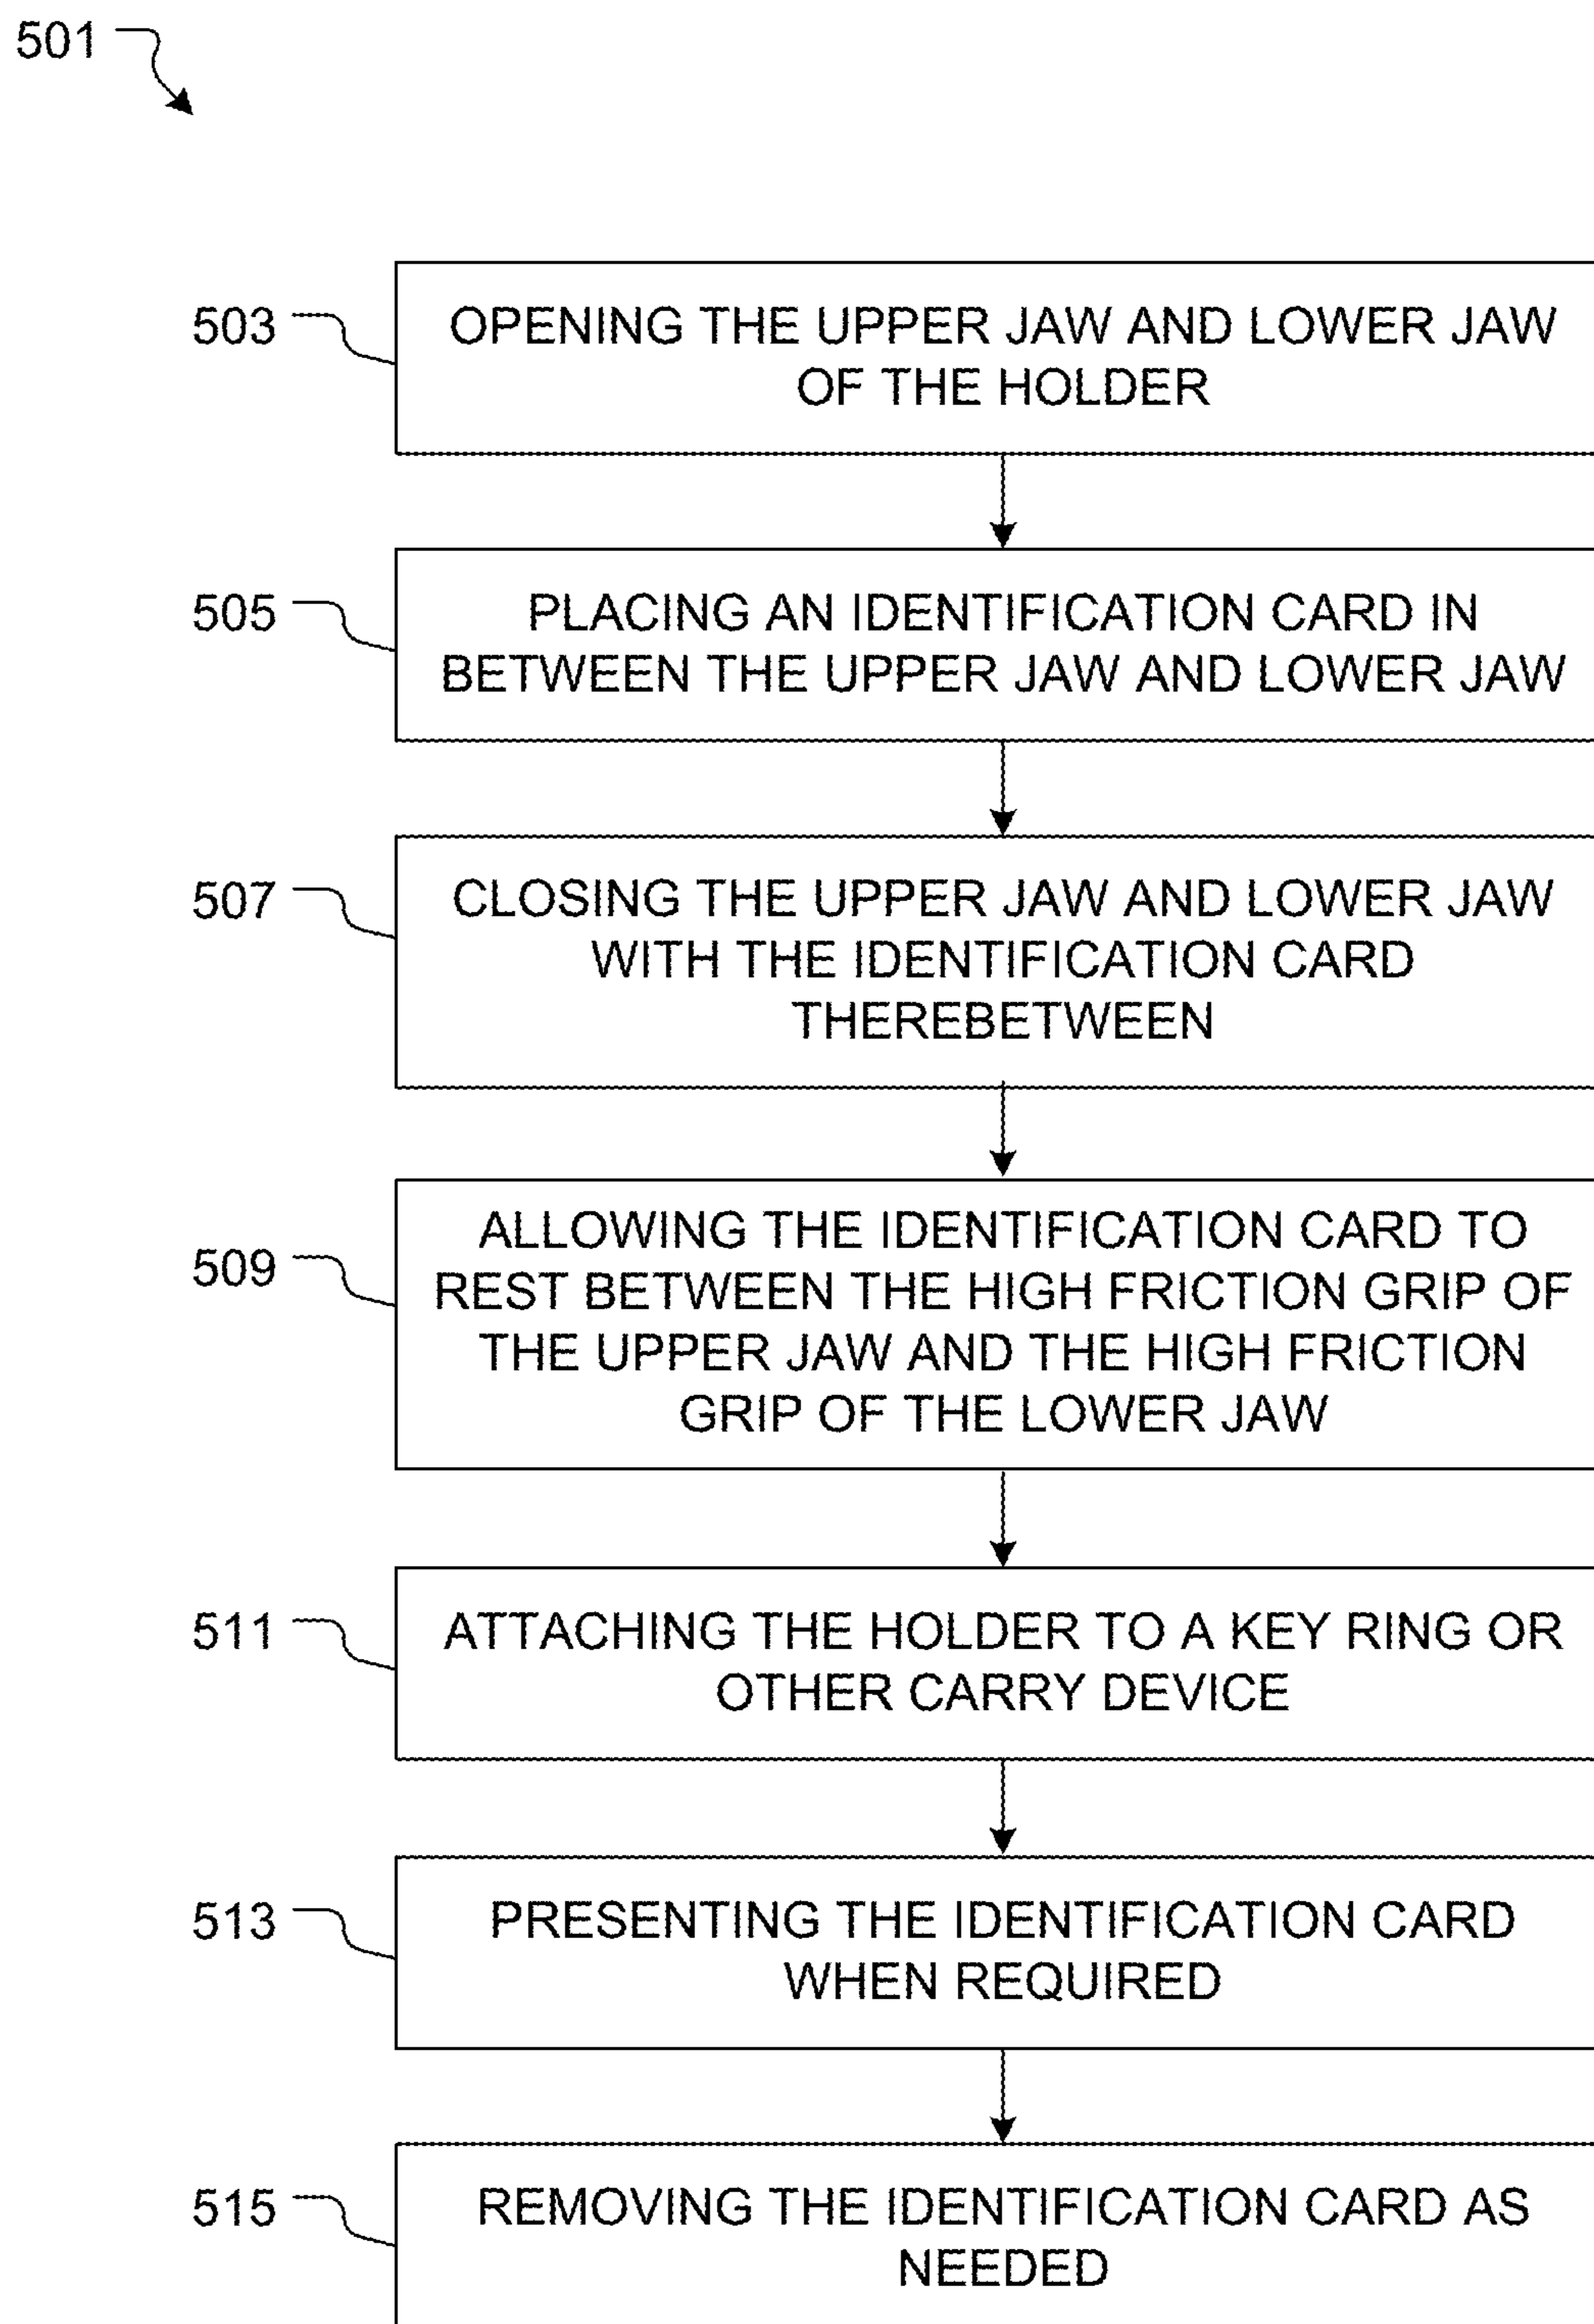 501
503
OPENING THE UPPER JAW AND LOWER JAW
OF THE HOLDER
505
PLACING AN IDENTIFICATION CARD IN
BETWEEN THE UPPER JAW AND LOWER JAW
507
CLOSING THE UPPER JAW AND LOWER JAW
WITH THE IDENTIFICATION CARD
THEREBETWEEN
509
ALLOWING THE IDENTIFICATION CARD TO
REST BETWEEN THE HIGH FRICTION GRIP OF
THE UPPER JAW AND THE HIGH FRICTION
GRIP OF THE LOWER JAW
511
ATTACHING THE HOLDER TO A KEY RING OR
OTHER CARRY DEVICE
513
PRESENTING THE IDENTIFICATION CARD
WHEN REQUIRED
515
REMOVING THE IDENTIFICATION CARD AS
NEEDED